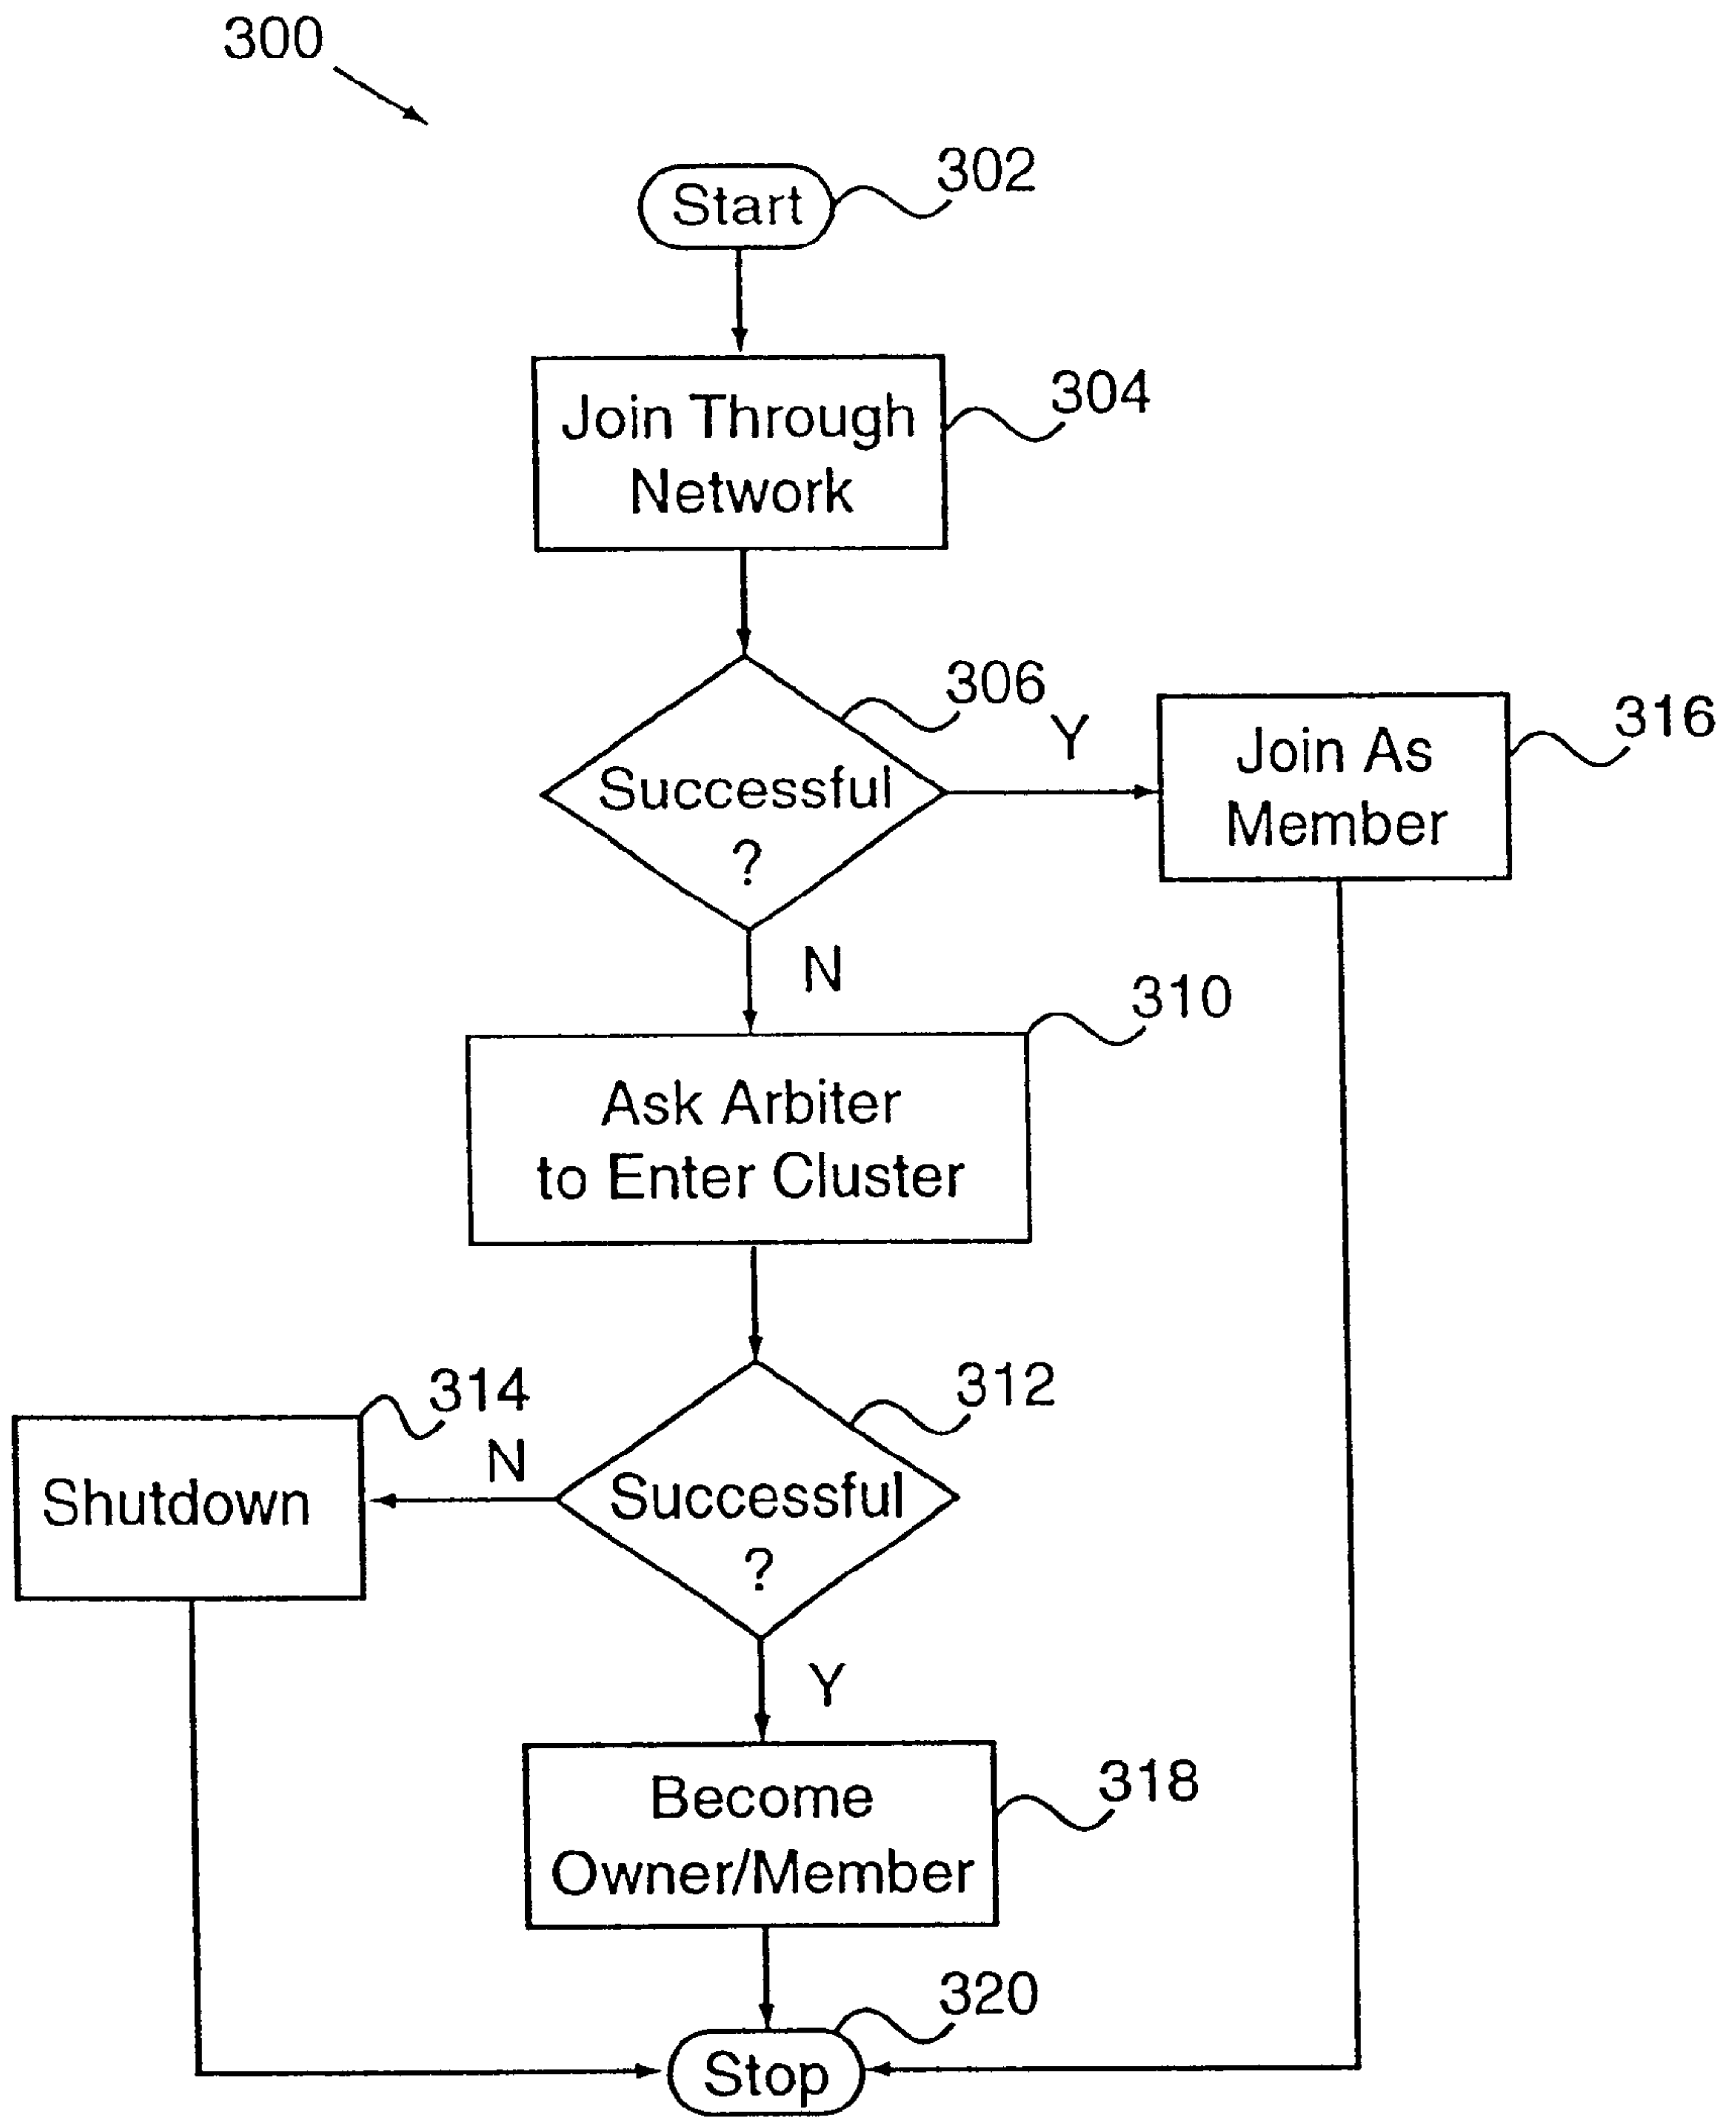 300
302
Start
304
Join Through
Network
306
Y
316
Join As
Member
Successful
?
N
310
Ask Arbiter
to Enter Cluster
314
312
N
Shutdown
Successful
?
Y
318
Become
Owner/Member
320
Stop